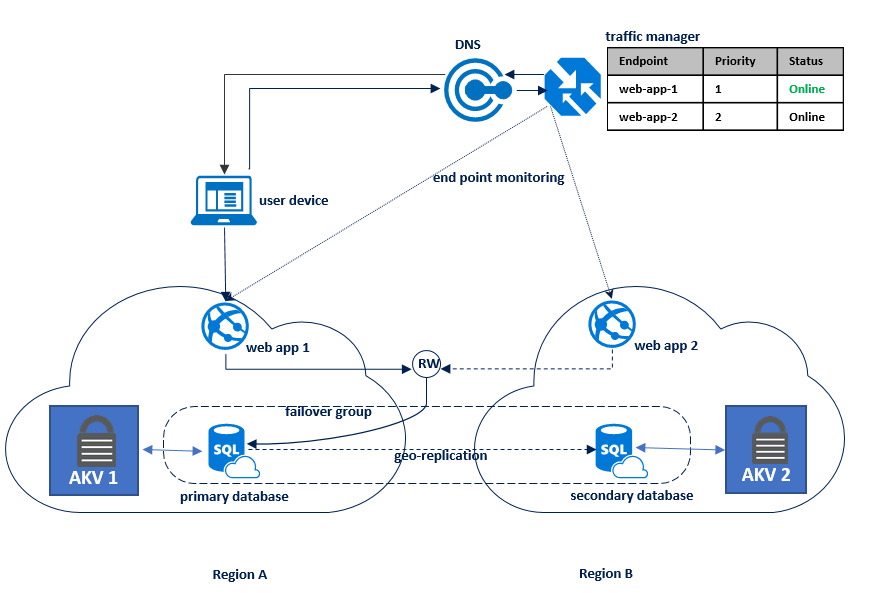 traffic manager
DNS
Endpoint Priority Status
web-app-1 1 Online
web-app-2 2 Online
end point monitoring
user device
web app 1
web app 2
RW
failover group
SQL
SQL
geo-replication
AKV 1
AKV 2
primary database
secondary database
Region A
Region B